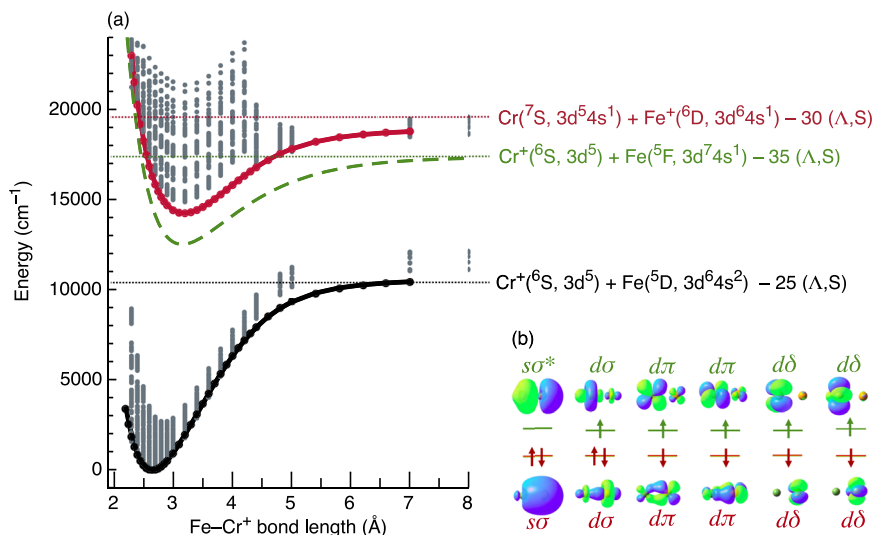 (a)
Energy (cm⁻¹)
20000
15000
10000
5000
0
2
3
4
5
6
7
8
Fe–Cr⁺ bond length (Å)
Cr(⁷S, 3d⁵4s¹) + Fe⁺(⁶D, 3d⁶4s¹) – 30 (Λ,S)
Cr⁺(⁶S, 3d⁵) + Fe(⁵F, 3d⁷4s¹) – 35 (Λ,S)
Cr⁺(⁶S, 3d⁵) + Fe(⁵D, 3d⁶4s²) – 25 (Λ,S)
(b)
sσ* dσ dπ dπ dδ dδ
sσ dσ dπ dπ dδ dδ